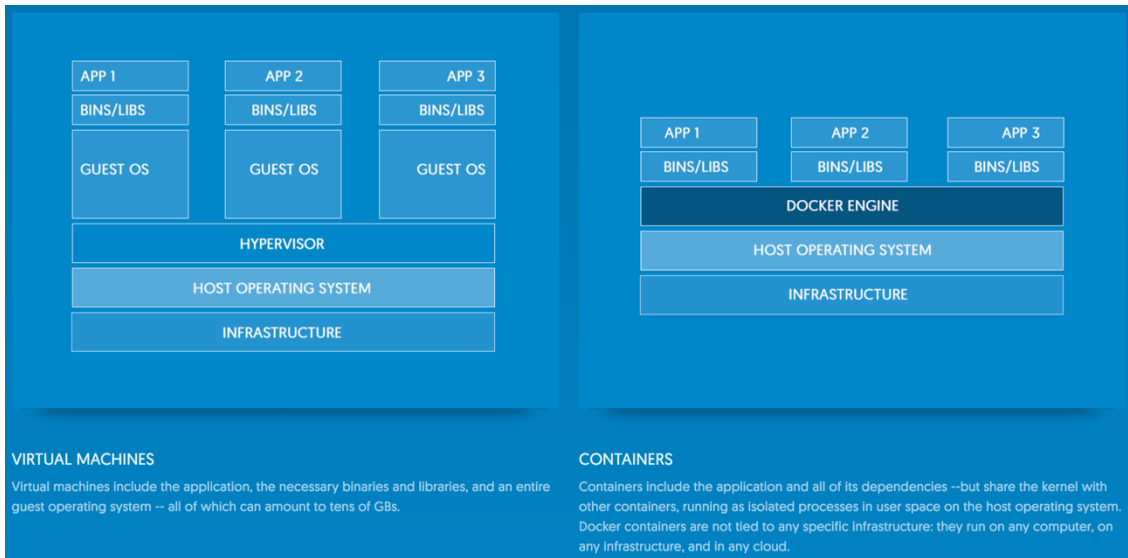 APP 1 APP 2 APP 3
BINS/LIBS BINS/LIBS BINS/LIBS
GUEST OS GUEST OS GUEST OS
HYPERVISOR
HOST OPERATING SYSTEM
INFRASTRUCTURE
VIRTUAL MACHINES
Virtual machines include the application, the necessary binaries and libraries, and an entire
guest operating system -- all of which can amount to tens of GBs.
APP 1 APP 2 APP 3
BINS/LIBS BINS/LIBS BINS/LIBS
DOCKER ENGINE
HOST OPERATING SYSTEM
INFRASTRUCTURE
CONTAINERS
Containers include the application and all of its dependencies --but share the kernel with
other containers, running as isolated processes in user space on the host operating system.
Docker containers are not tied to any specific infrastructure: they run on any computer, on
any infrastructure, and in any cloud.